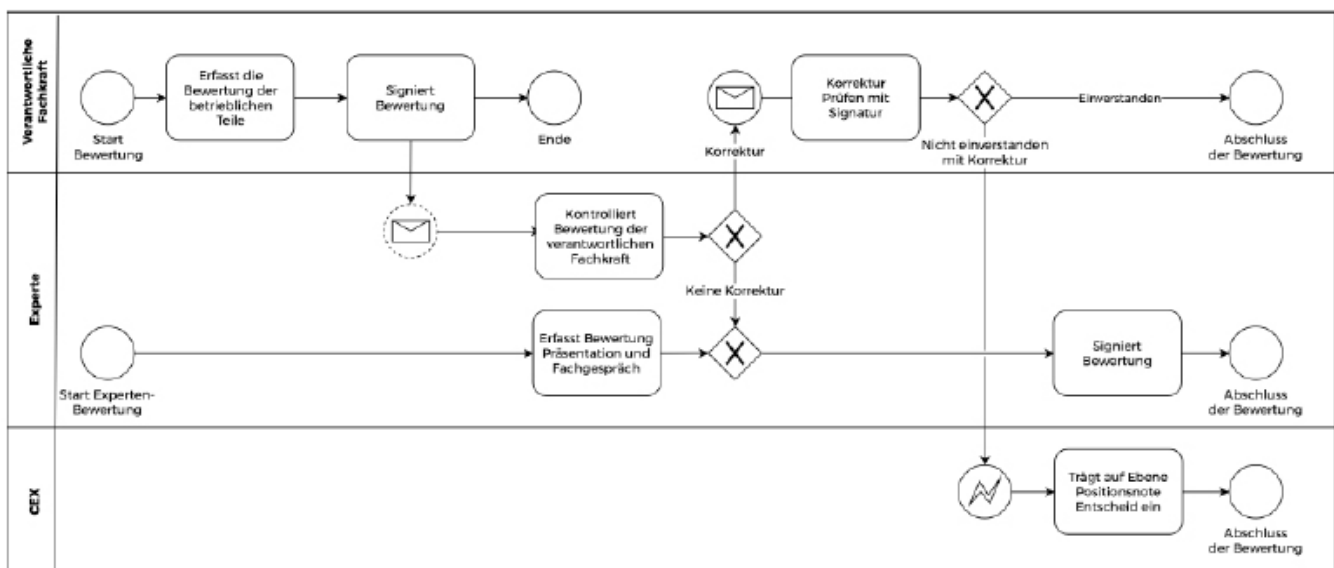 Verantwortliche
Fachkraft
Start
Bewertung
Erfasst die
Bewertung der
betrieblichen
Teile
Signiert
Bewertung
Ende
Korrektur
Korrektur
Prüfen mit
Signatur
Einverstanden
Nicht einverstanden
mit Korrektur
Abschluss
der Bewertung
Experte
Kontrolliert
Bewertung der
verantwortlichen
Fachkraft
Keine Korrektur
Start Experten-
Bewertung
Erfasst Bewertung
Präsentation und
Fachgespräch
Signiert
Bewertung
Abschluss
der Bewertung
CEX
Trägt auf Ebene
Positionsnote
Entscheid ein
Abschluss
der Bewertung